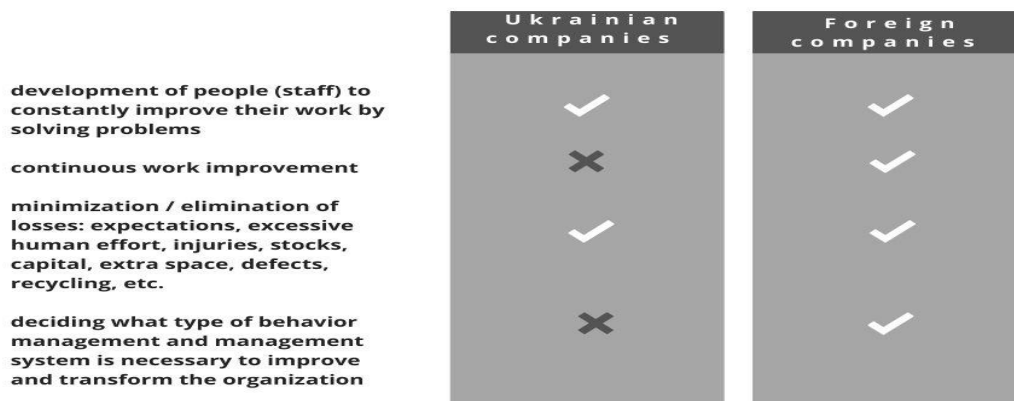 Ukrainian
companies
Foreign
companies
development of people (staff) to
constantly improve their work by
solving problems
continuous work improvement
minimization / elimination of
losses: expectations, excessive
human effort, injuries, stocks,
capital, extra space, defects,
recycling, etc.
deciding what type of behavior
management and management
system is necessary to improve
and transform the organization